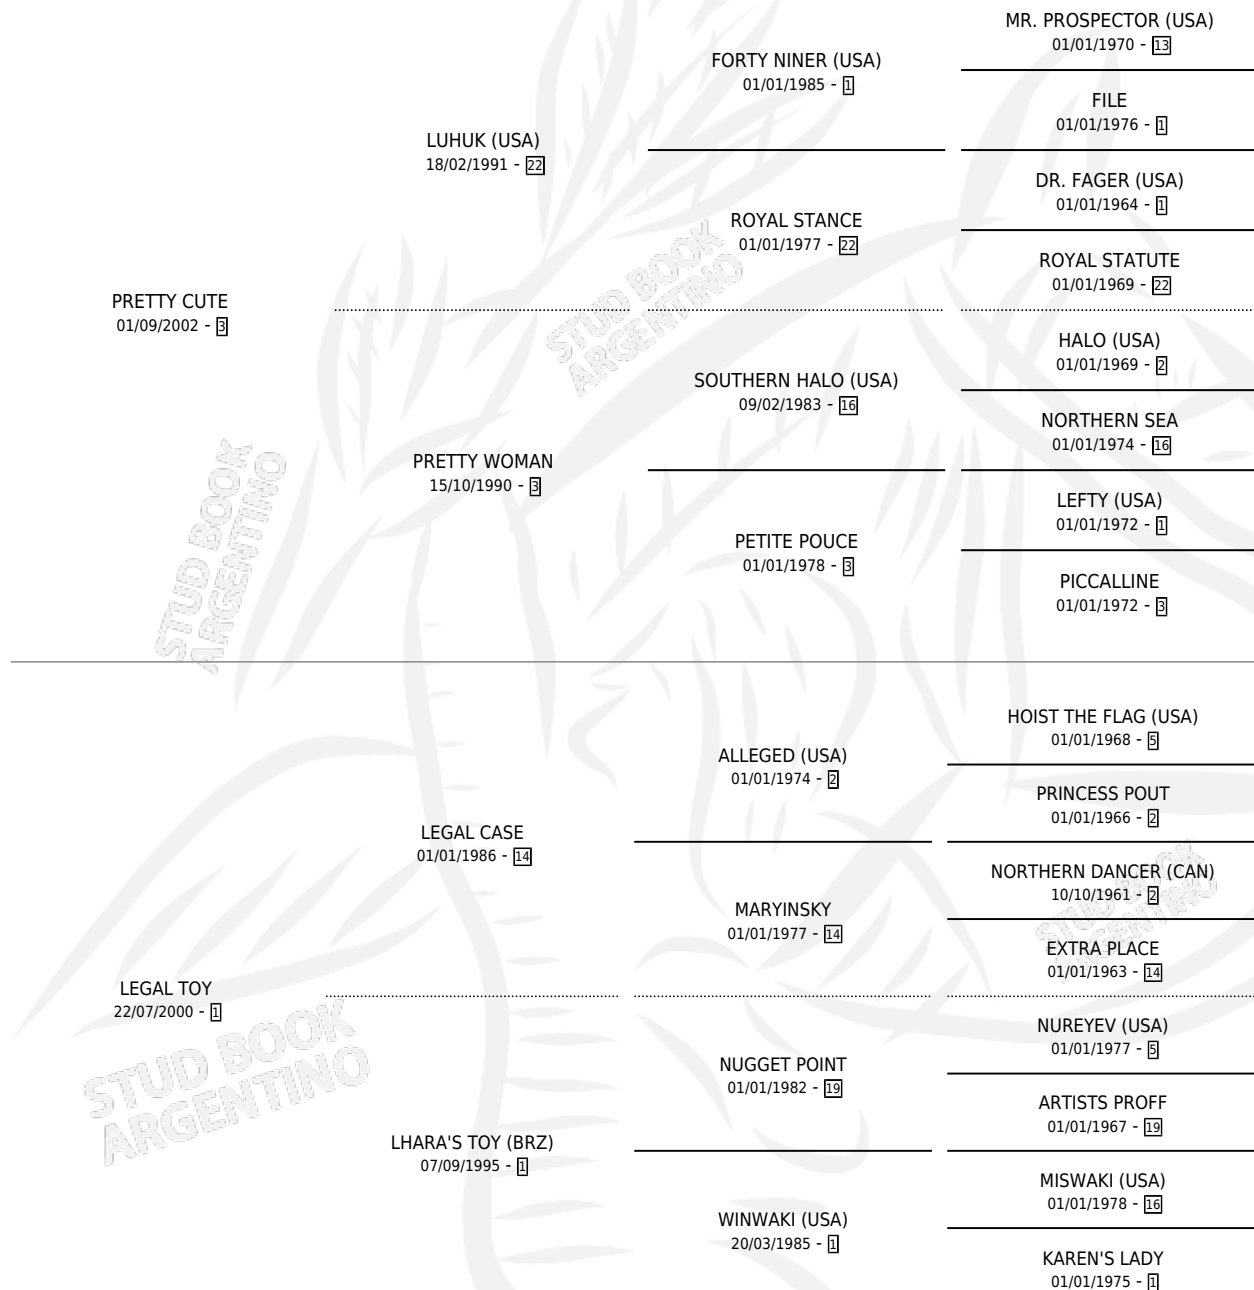 MR. PROSPECTOR (USA)
01/01/1970 - 13
FORTY NINER (USA)
01/01/1985 - 1
FILE
01/01/1976 - 1
LUHUK (USA)
18/02/1991 - 22
DR. FAGER (USA)
01/01/1964 - 1
ROYAL STANCE
01/01/1977 - 22
ROYAL STATUTE
01/01/1969 - 22
PRETTY CUTE
01/09/2002 - 3
HALO (USA)
01/01/1969 - 2
SOUTHERN HALO (USA)
09/02/1983 - 16
NORTHERN SEA
01/01/1974 - 16
PRETTY WOMAN
15/10/1990 - 3
LEFTY (USA)
01/01/1972 - 1
PETITE POUCE
01/01/1978 - 3
PICCALLINE
01/01/1972 - 3
STUD BOOK
ARGENTINO
STUD BOOK
ARGENTINO
HOIST THE FLAG (USA)
01/01/1968 - 5
ALLEGED (USA)
01/01/1974 - 2
PRINCESS POUT
01/01/1966 - 2
LEGAL CASE
01/01/1986 - 14
NORTHERN DANCER (CAN)
10/10/1961 - 2
MARYINSKY
01/01/1977 - 14
EXTRA PLACE
01/01/1963 - 14
STUD BOOK
ARGENTINO
LEGAL TOY
22/07/2000 - 1
NUREYEV (USA)
01/01/1977 - 5
NUGGET POINT
01/01/1982 - 19
ARTISTS PROFF
01/01/1967 - 19
LHARA'S TOY (BRZ)
07/09/1995 - 1
MISWAKI (USA)
01/01/1978 - 16
WINWAKI (USA)
20/03/1985 - 1
KAREN'S LADY
01/01/1975 - 1
STUD BOOK
ARGENTINO